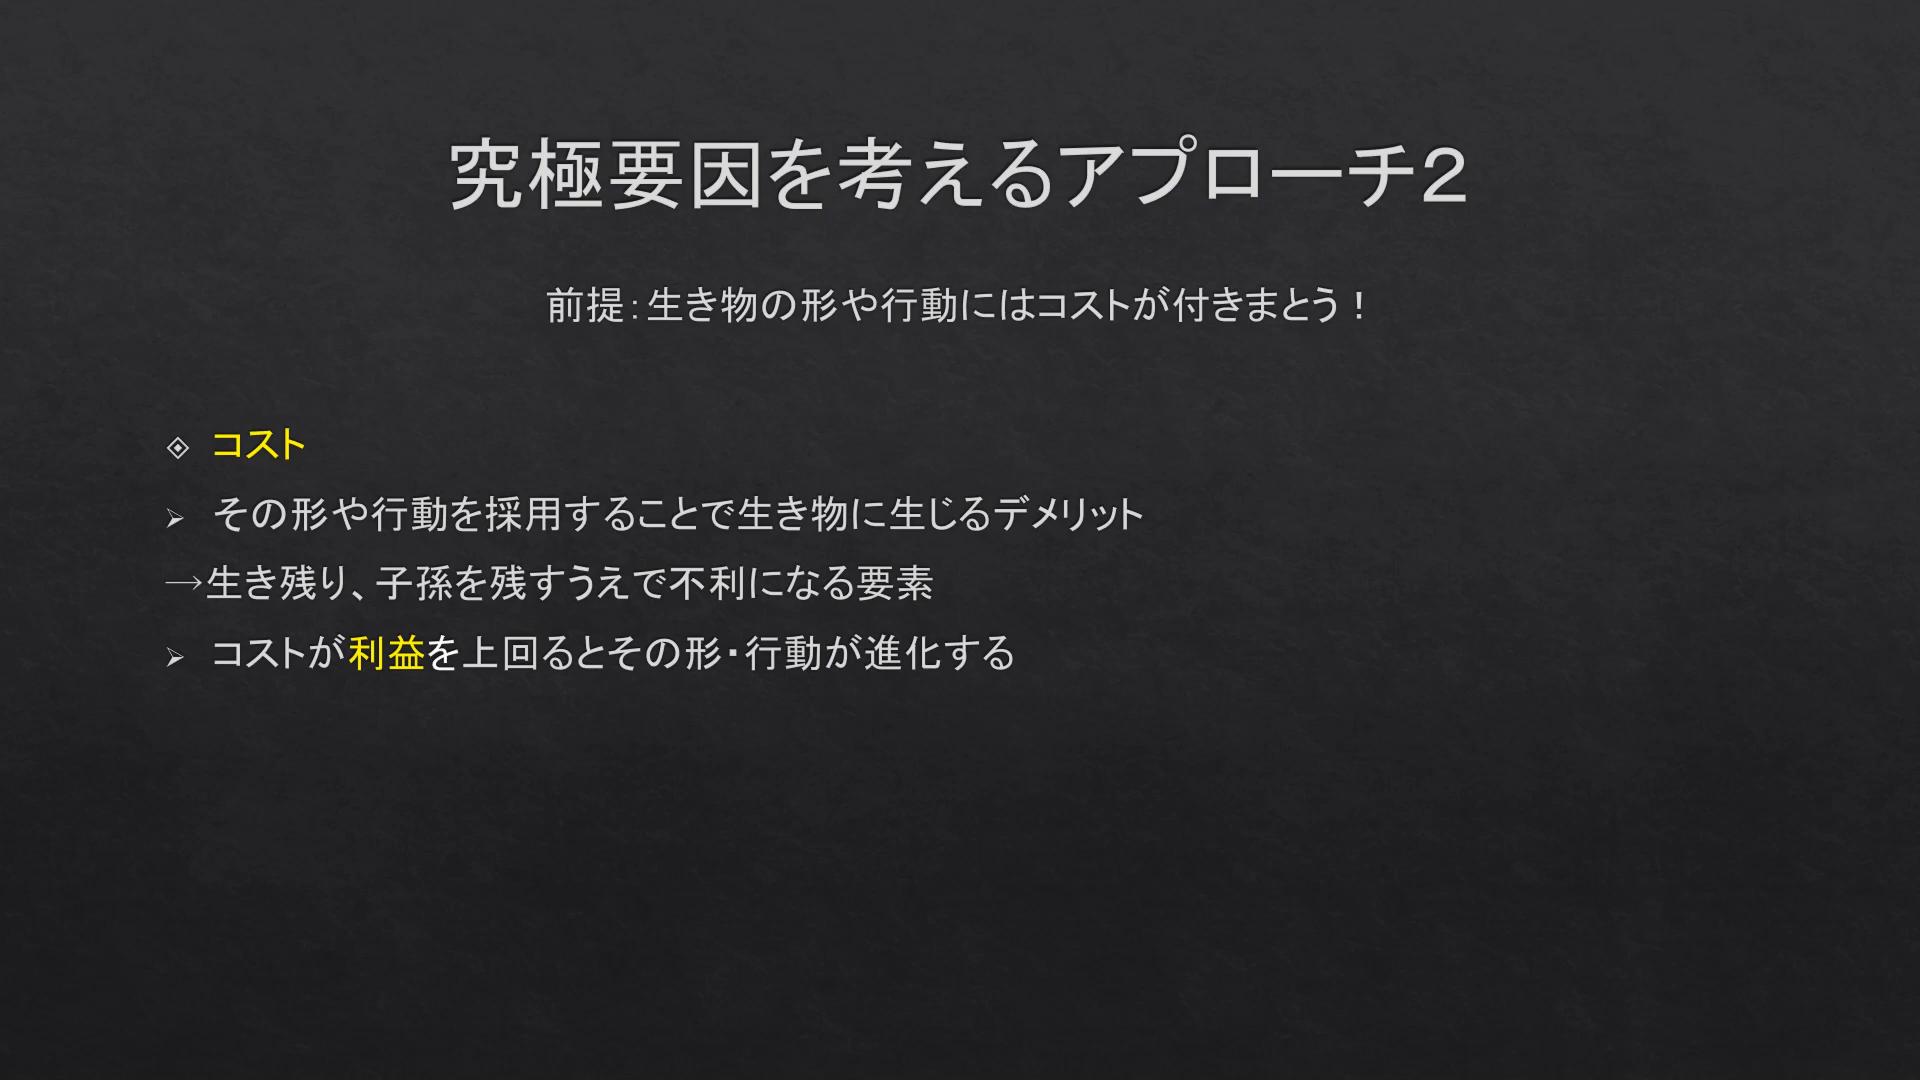 究極要因を考えるアプローチ2
前提：生き物の形や行動にはコストが付きまとう！
コスト
その形や行動を採用することで生き物に生じるデメリット
→生き残り、子孫を残すうえで不利になる要素
コストが利益を上回るとその形・行動が進化する